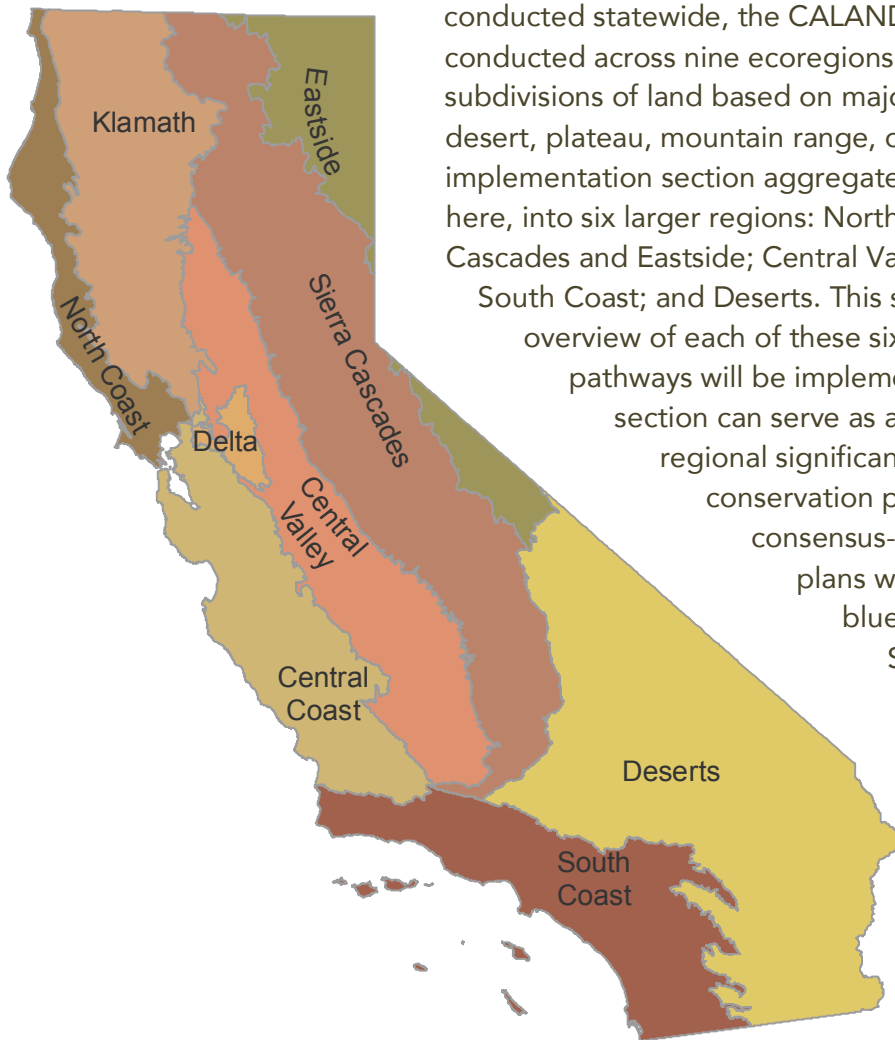 conducted statewide, the CALAND
conducted across nine ecoregions
subdivisions of land based on majo
desert, plateau, mountain range, o
implementation section aggregate
here, into six larger regions: North
Cascades and Eastside; Central Va
South Coast; and Deserts. This s
overview of each of these six
pathways will be impleme
section can serve as a
regional significan
conservation p
consensus-
plans w
blue
S
Klamath
Eastside
North Coast
Sierra Cascades
Delta
Central
Valley
Central
Coast
Deserts
South
Coast